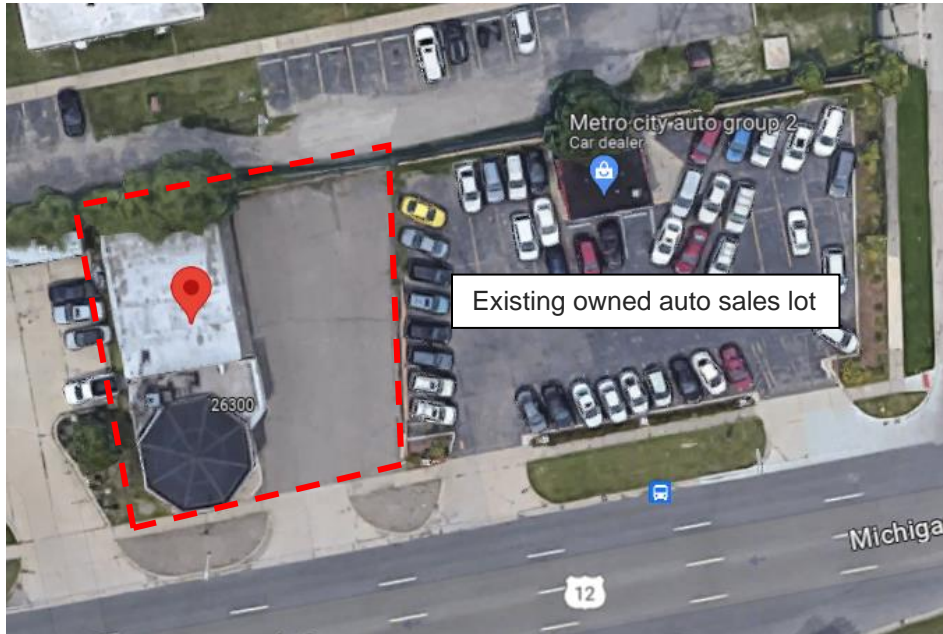 Metro city auto group 2
Car dealer
Existing owned auto sales lot
26300
Michiga
12